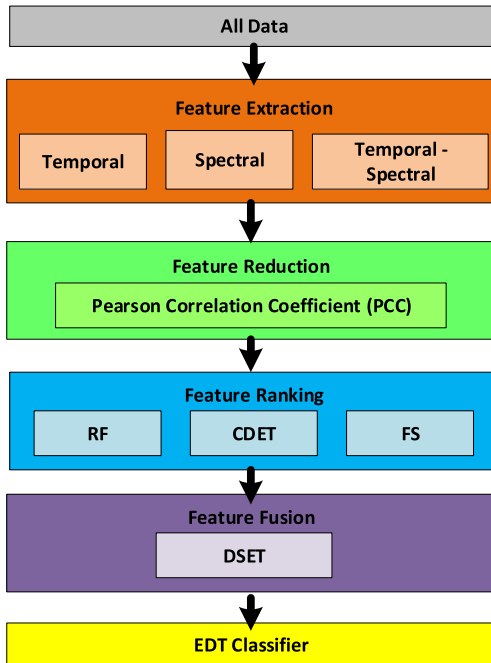 All Data
Feature Extraction
Temporal
Spectral
Temporal -
Spectral
Feature Reduction
Pearson Correlation Coefficient (PCC)
Feature Ranking
RF
CDET
FS
Feature Fusion
DSET
EDT Classifier